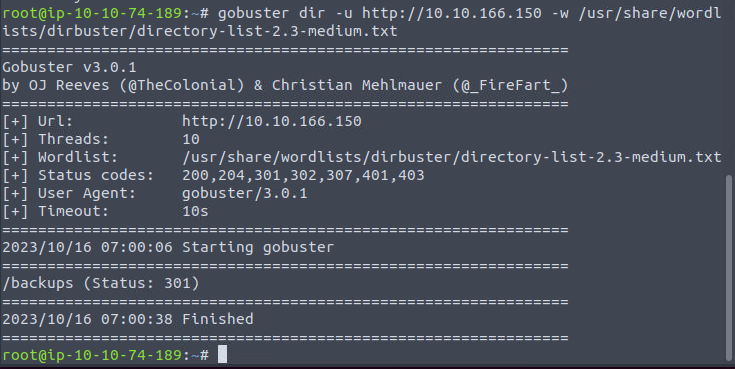 root@ip-10-10-74-189:~# gobuster dir -u http://10.10.166.150 -w /usr/share/wordl
ists/dirbuster/directory-list-2.3-medium.txt
===============================================================
Gobuster v3.0.1
by OJ Reeves (@TheColonial) & Christian Mehlmauer (@_FireFart_)
===============================================================
[+] Url:            http://10.10.166.150
[+] Threads:        10
[+] Wordlist:       /usr/share/wordlists/dirbuster/directory-list-2.3-medium.txt
[+] Status codes:   200,204,301,302,307,401,403
[+] User Agent:     gobuster/3.0.1
[+] Timeout:        10s
===============================================================
2023/10/16 07:00:06 Starting gobuster
===============================================================
/backups (Status: 301)
===============================================================
2023/10/16 07:00:38 Finished
===============================================================
root@ip-10-10-74-189:~#